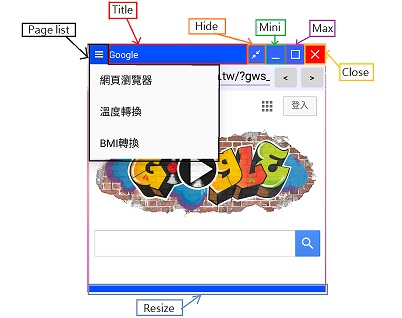 Title
Hide
Mini
Max
Page list
Google
Close
網頁瀏覽器
.tw/?gws_
<
>
溫度轉換
登入
BMI轉換
GOOGLE
Resize